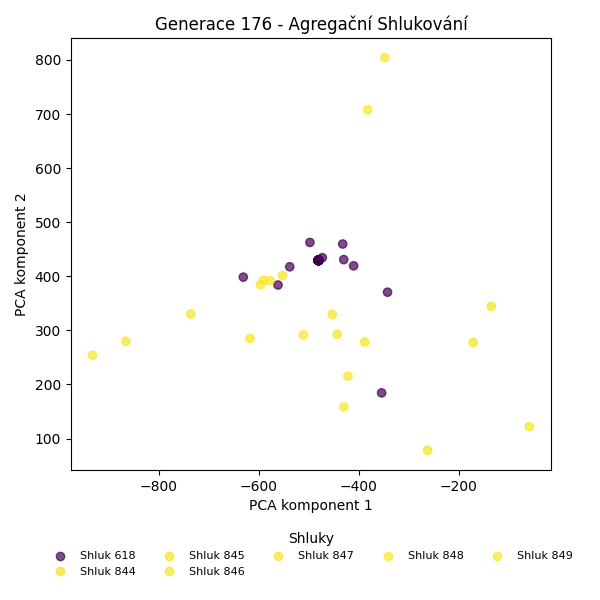 Generace 176 - Agregační Shlukování
800
700
600
500
400
300
200
100
PCA komponent 2
−800 −600 −400 −200
PCA komponent 1
Shluky
Shluk 618 Shluk 845 Shluk 847 Shluk 848 Shluk 849
Shluk 844 Shluk 846